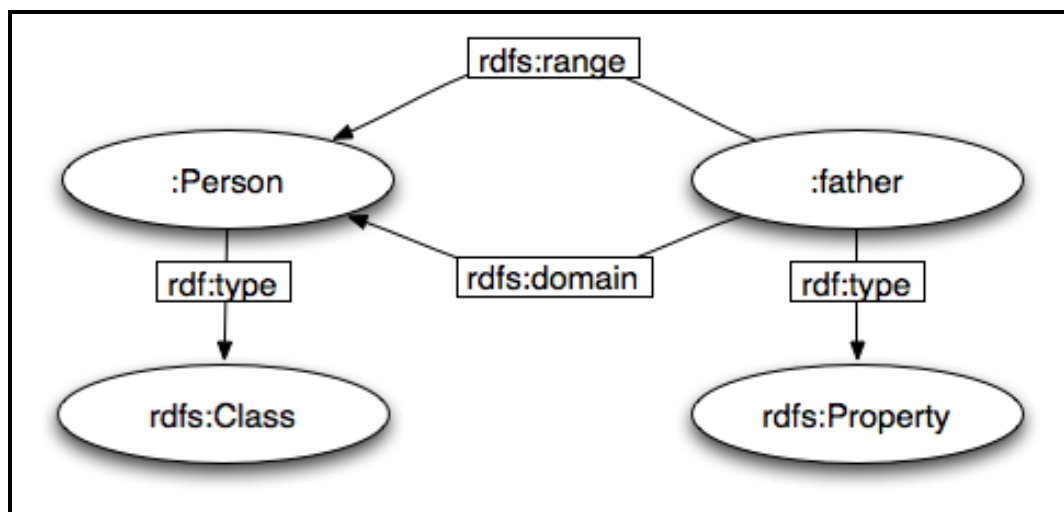 rdfs:range
:Person
:father
rdf:type
rdfs:domain
rdf:type
rdfs:Class
rdfs:Property